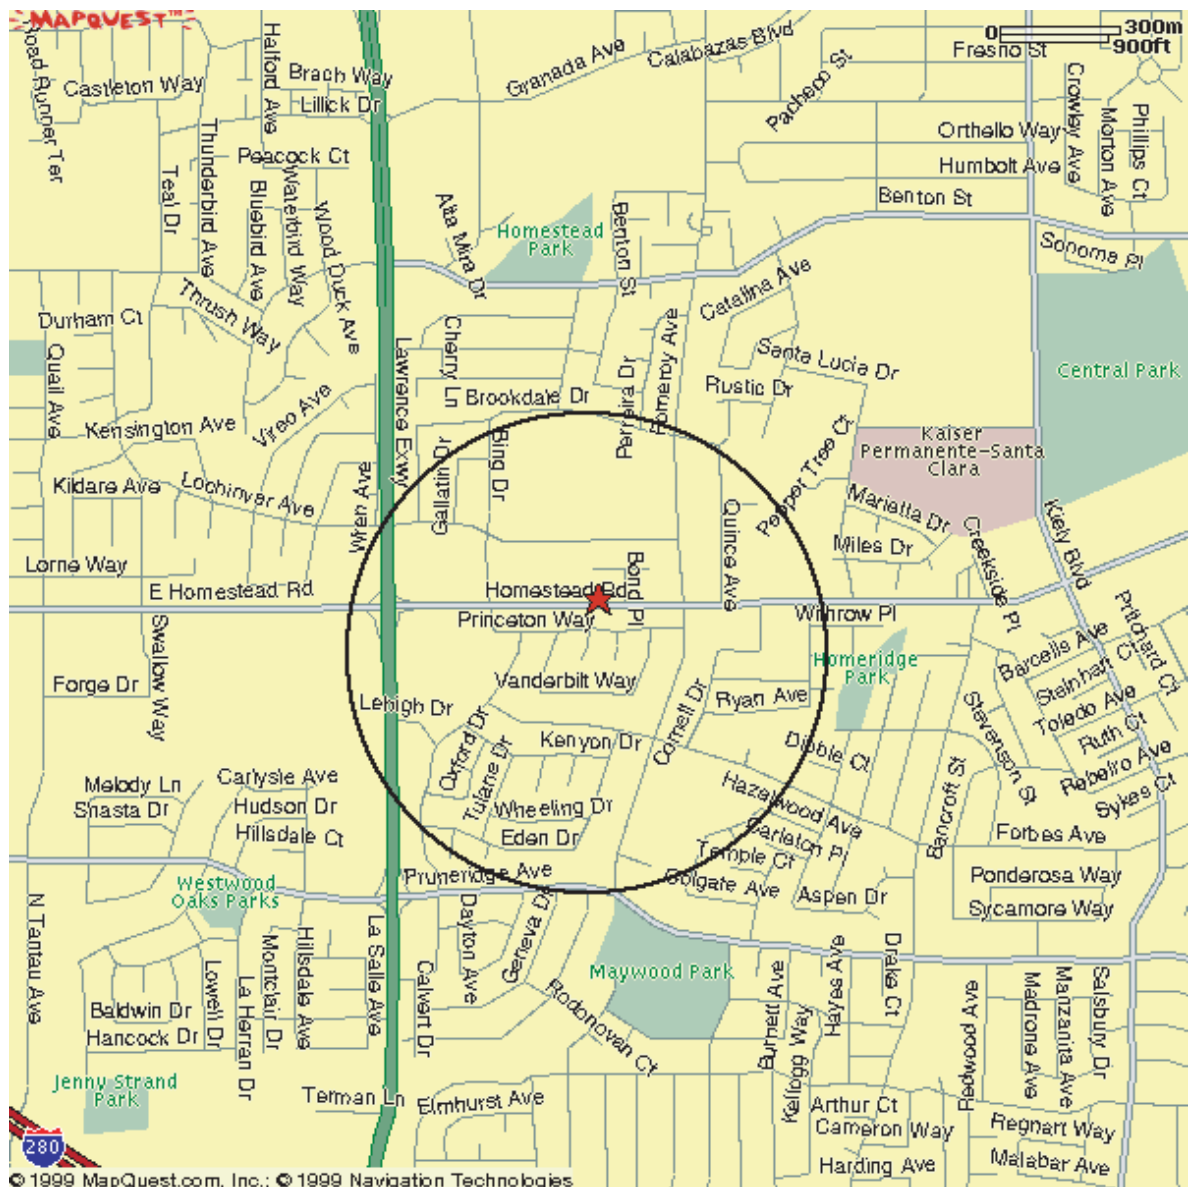 MAPQUEST™
0 300m
900ft
Fresno St
Calabazas Blvd
Granada Ave
Pacheco St
Halford Ave
Brach Way
Castleton Way
Lillick Dr
Crowley Ave
Morton Ave
Phillips Ct
Orthello Way
Humbolt Ave
Benton St
Thunderbird Ave
Peacock Ct
Teal Dr
Bluebird Ave
Waterbird Way
Wood Duck Ave
Alta Mira Dr
Homestead
Park
Benton St
Sonoma Pl
Catalina Ave
Thrush Way
Durham Ct
Quail Ave
Lawrence Exwy
Cherry Ln
Pomeroy Ave
Perreira Dr
Santa Lucia Dr
Rustic Dr
Central Park
Brookdale Dr
Vireo Ave
Kensington Ave
Kaiser
Permanente-Santa
Clara
Pepper Tree Ct
Bing Dr
Gallatin Dr
Kildare Ave
Lochinvar Ave
Wren Ave
Quince Ave
Marietta Dr
Miles Dr
Creekside Pl
Kiely Blvd
Lorne Way
E Homestead Rd
Homestead Rd
Bond Pl
Princeton Way
Withrow Pl
Swallow Way
Homeridge
Park
Barcells Ave
Pritchard Ct
Steinhart Ct
Forge Dr
Vanderbilt Way
Ryan Ave
Toledo Ave
Lehigh Dr
Cornell Dr
Stevenson St
Ruth Ct
Oxford Dr
Kenyon Dr
Dibble Ct
Rebeiro Ave
Tulane Dr
Sykes Ct
Melody Ln
Carlysle Ave
Hazelwood Ave
Bancroft St
Shasta Dr
Hudson Dr
Wheeling Dr
Carleton Pl
Hillsdale Ct
Eden Dr
Temple Ct
Forbes Ave
Pruneridge Ave
Colgate Ave
Aspen Dr
Ponderosa Way
Westwood
Oaks Parks
Sycamore Way
N Tantau Ave
La Salle Ave
Dayton Ave
Geneva Dr
Maywood Park
Burnett Ave
Hayes Ave
Drake Ct
Lowell Dr
La Herran Dr
Montclair Dr
Hillsdale Ave
Calvert Dr
Baldwin Dr
Hancock Dr
Rodonovan Ct
Kellogg Way
Redwood Ave
Madrone Ave
Manzanita Ave
Salsbury Dr
Jenny Strand
Park
Terman Ln
Elmhurst Ave
Arthur Ct
Cameron Way
Regnart Way
Harding Ave
Malabar Ave
280
© 1999 MapQuest.com, Inc.; © 1999 Navigation Technologies